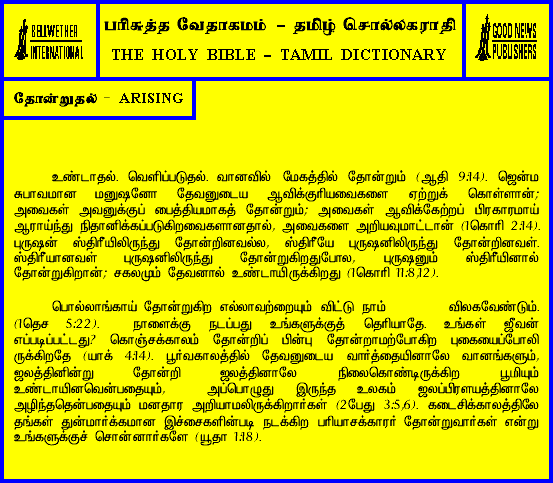 BELLWETHER
INTERNATIONAL
பரிசுத்த வேதாகமம் - தமிழ் சொல்லகராதி
THE HOLY BIBLE - TAMIL DICTIONARY
GOOD NEWS
PUBLISHERS
தோன்றுதல் - ARISING
உண்டாதல். வெளிப்படுதல். வானவில் மேகத்தில் தோன்றும் (ஆதி 9:14). ஜென்ம
சுபாவமான மனுஷனோ தேவனுடைய ஆவிக்குரியவைகளை ஏற்றுக் கொள்ளான்;
அவைகள் அவனுக்குப் பைத்தியமாகத் தோன்றும்; அவைகள் ஆவிக்கேற்றப் பிரகாரமாய்
ஆராய்ந்து நிதானிக்கப்படுகிறவைகளானதால், அவைகளை அறியவுமாட்டான் (1கொரி 2:14).
புருஷன் ஸ்திரீயிலிருந்து தோன்றினவல்ல, ஸ்திரீயே புருஷனிலிருந்து தோன்றினவள்.
ஸ்திரீயானவள் புருஷனிலிருந்து தோன்றுகிறதுபோல, புருஷனும் ஸ்திரீயினால்
தோன்றுகிறான்; சகலமும் தேவனால் உண்டாயிருக்கிறது (1கொரி 11:8,12).
பொல்லாங்காய் தோன்றுகிற எல்லாவற்றையும் விட்டு நாம் விலகவேண்டும்.
(1தெச 5:22). நாளைக்கு நடப்பது உங்களுக்குத் தெரியாதே. உங்கள் ஜீவன்
எப்படிப்பட்டது? கொஞ்சக்காலம் தோன்றிப் பின்பு தோன்றாமற்போகிற புகையைப்போலி
ருக்கிறதே (யாக் 4:14). பூர்வகாலத்தில் தேவனுடைய வார்த்தையினாலே வானங்களும்,
ஜலத்தினின்று தோன்றி ஜலத்தினாலே நிலைகொண்டிருக்கிற பூமியும்
உண்டாயினவென்பதையும், அப்பொழுது இருந்த உலகம் ஜலப்பிரளயத்தினாலே
அழிந்ததென்பதையும் மனதார அறியாமலிருக்கிறார்கள் (2பேது 3:5,6). கடைசிக்காலத்திலே
தங்கள் துன்மார்க்கமான இச்சைகளின்படி நடக்கிற பரியாசக்காரர் தோன்றுவார்கள் என்று
உங்களுக்குச் சொன்னார்களே (யூதா 1:18).